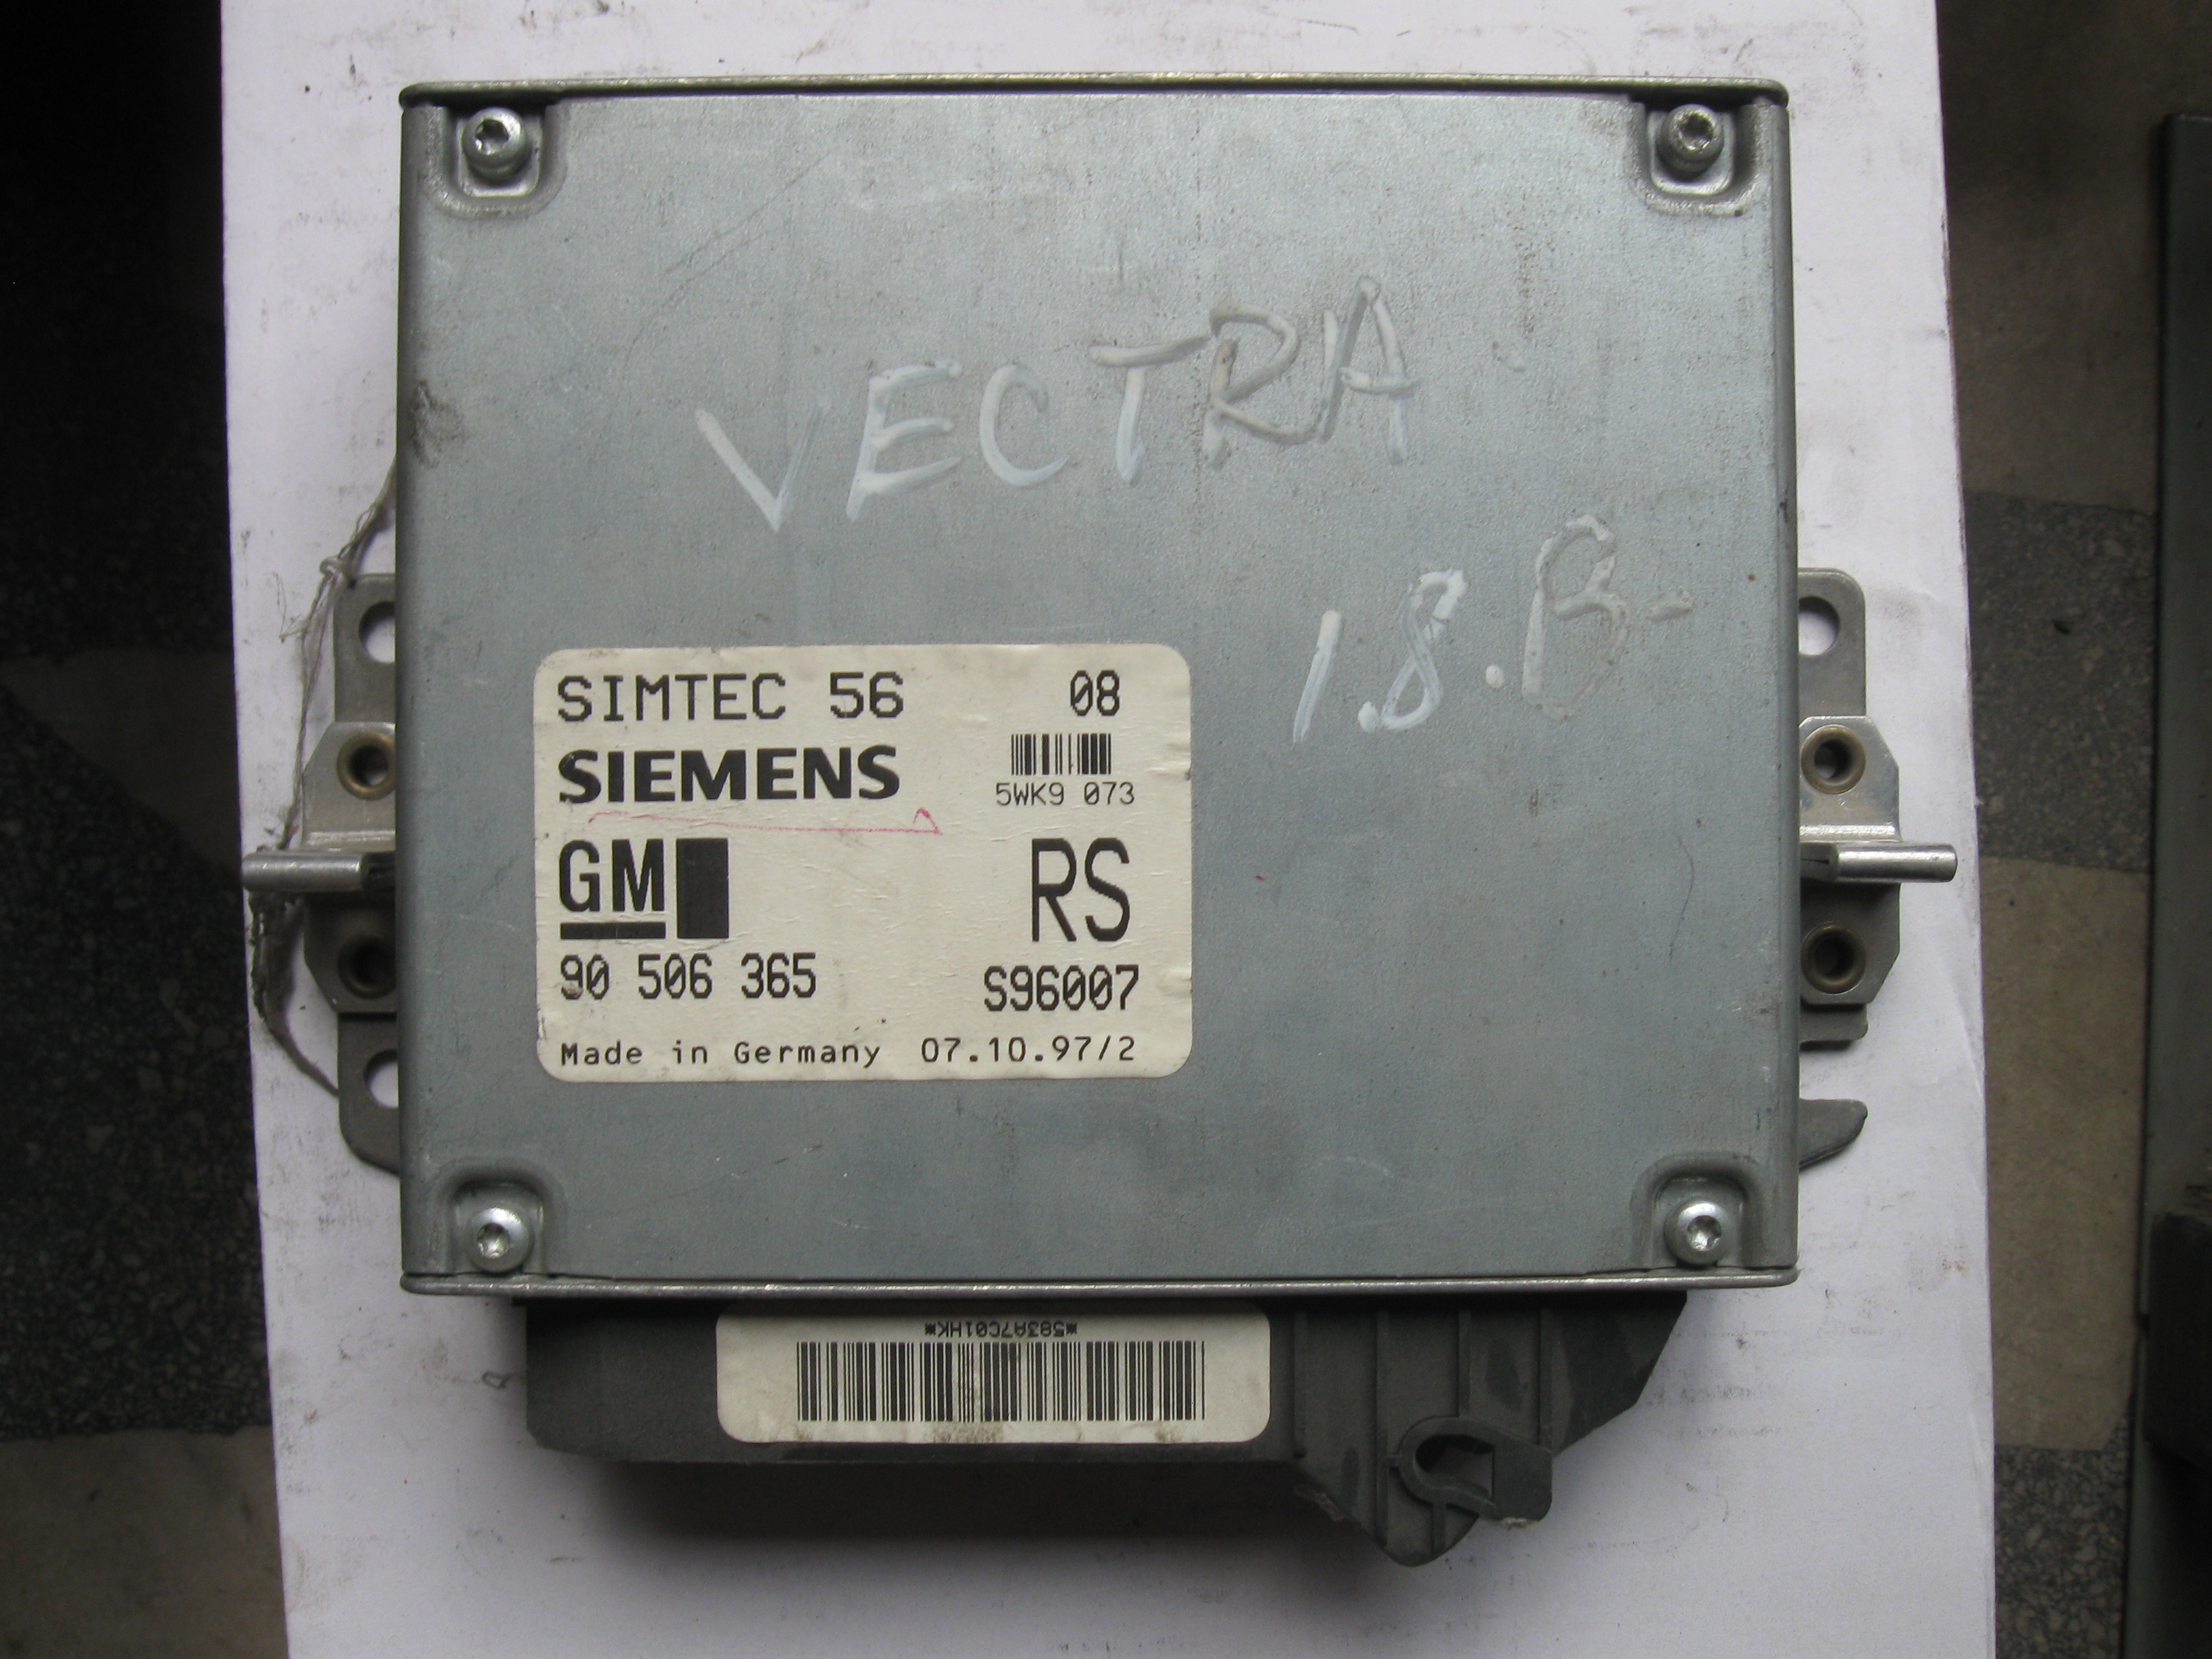 VECTRA
1.8.B.
SIMTEC 56 08
SIEMENS
5WK9 073
GM RS
90 506 365 S96007
Made in Germany 07.10.97/2
*583A7C01HK*